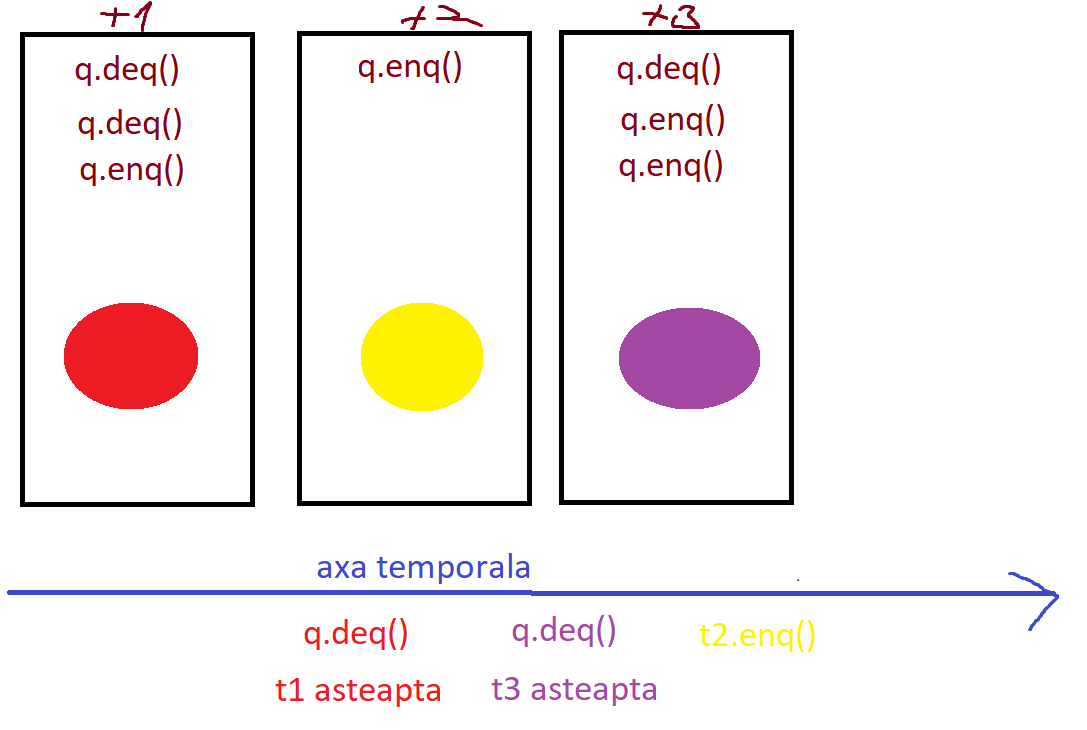 t1
q.deq()
q.deq()
q.enq()
t2
q.enq()
t3
q.deq()
q.enq()
q.enq()
axa temporala
q.deq()
t1 asteapta
q.deq()
t3 asteapta
t2.enq()